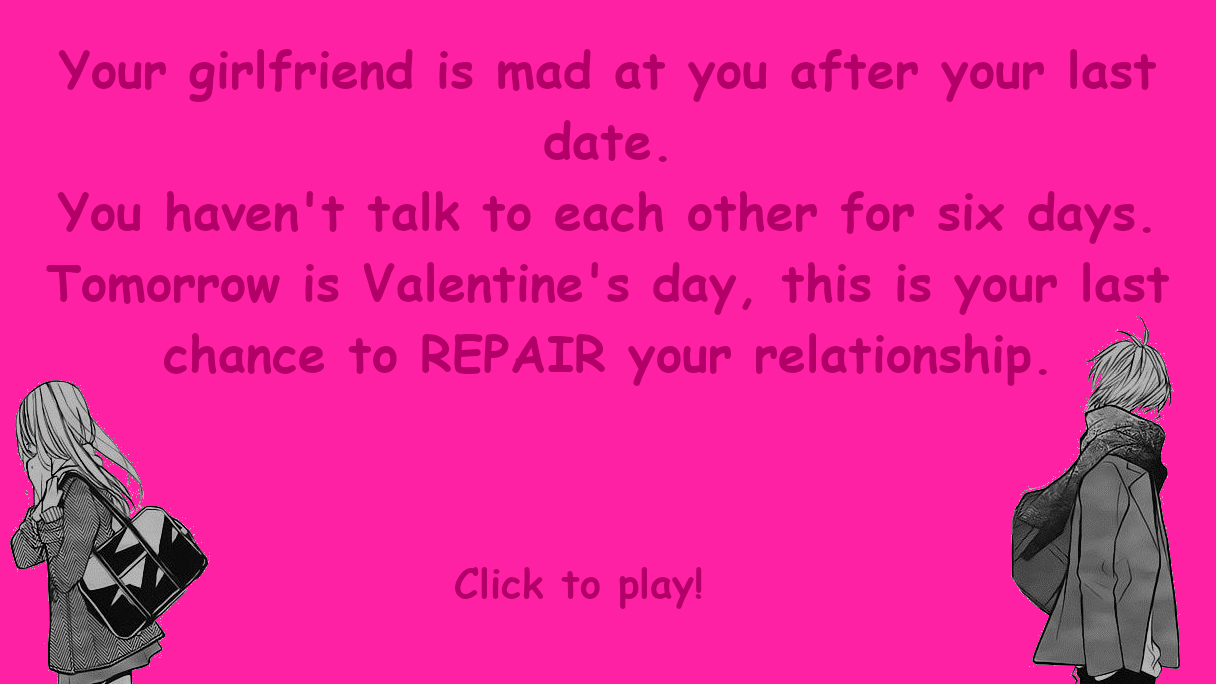 Your girlfriend is mad at you after your last
date.
You haven't talk to each other for six days.
Tomorrow is Valentine's day, this is your last
chance to REPAIR your relationship.
Click to play!